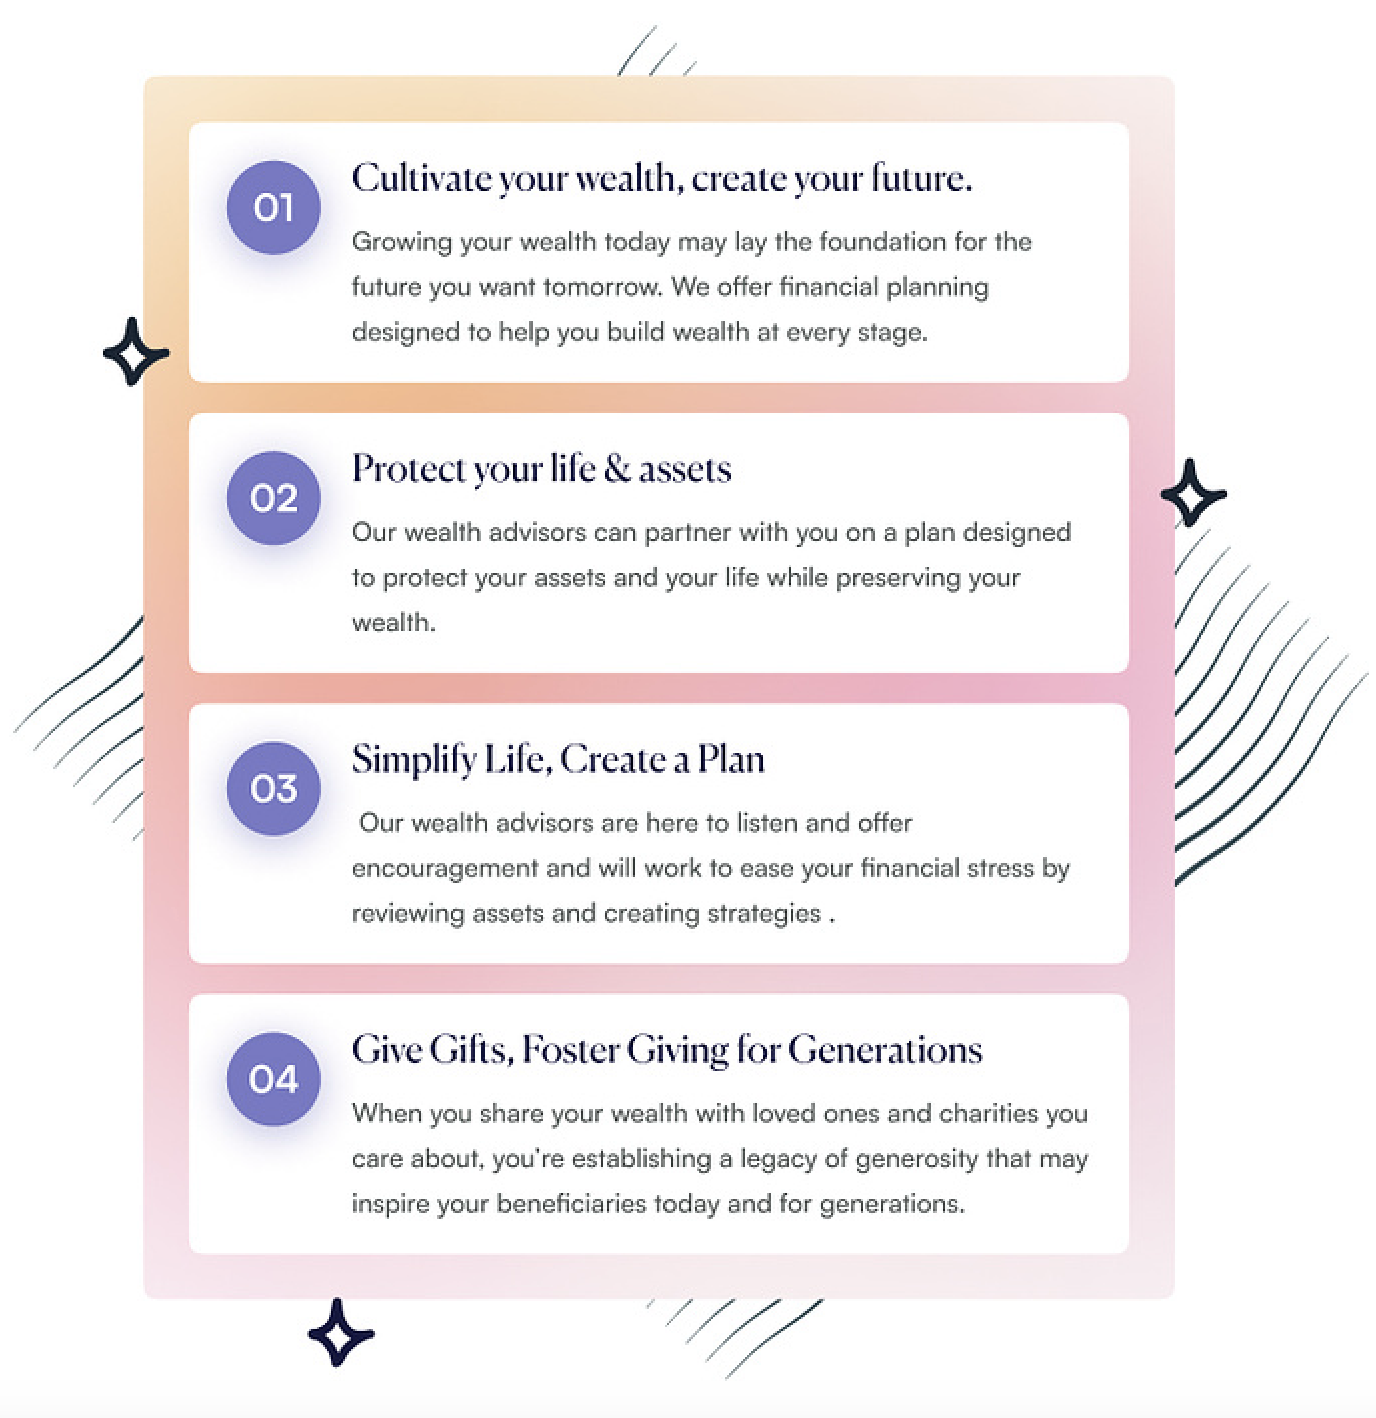 01
Cultivate your wealth, create your future.
Growing your wealth today may lay the foundation for the
future you want tomorrow. We offer financial planning
designed to help you build wealth at every stage.
02
Protect your life & assets
Our wealth advisors can partner with you on a plan designed
to protect your assets and your life while preserving your
wealth.
03
Simplify Life, Create a Plan
Our wealth advisors are here to listen and offer
encouragement and will work to ease your financial stress by
reviewing assets and creating strategies .
04
Give Gifts, Foster Giving for Generations
When you share your wealth with loved ones and charities you
care about, you're establishing a legacy of generosity that may
inspire your beneficiaries today and for generations.